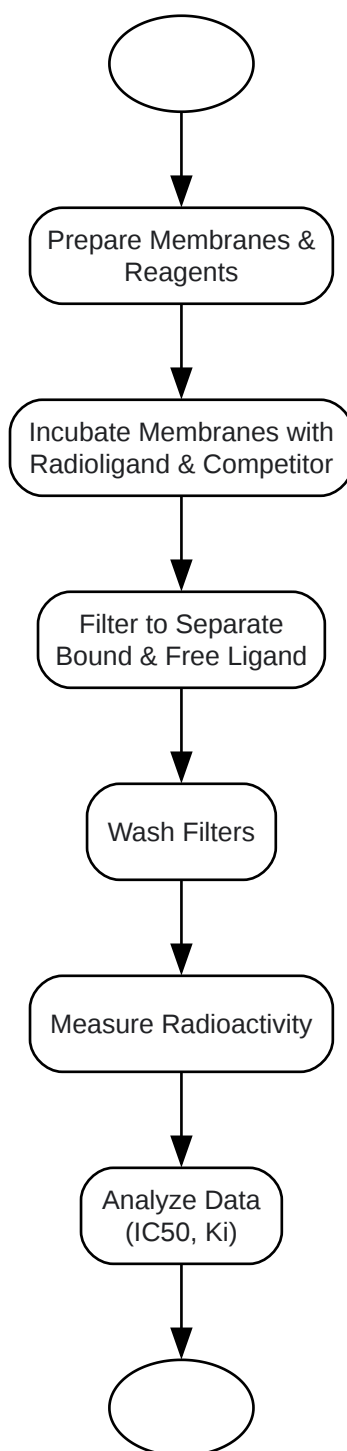 Prepare Membranes &
Reagents
Incubate Membranes with
Radioligand & Competitor
Filter to Separate
Bound & Free Ligand
Wash Filters
Measure Radioactivity
Analyze Data
(IC50, Ki)